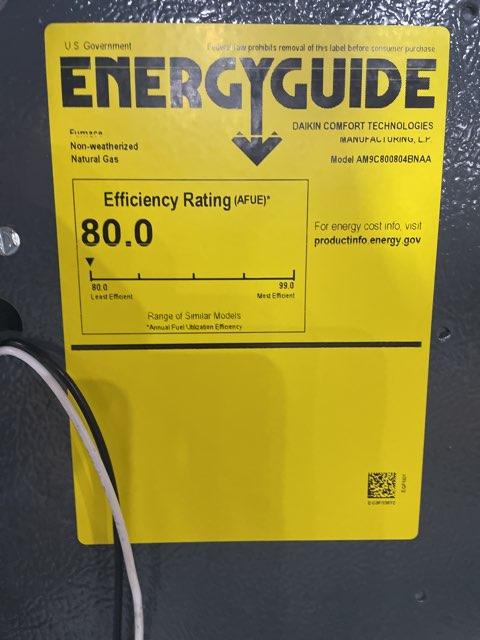 U.S. Government
Federal law prohibits removal of this label before consumer purchase
ENERGYGUIDE
Furnace
Non-weatherized
Natural Gas
DAIKIN COMFORT TECHNOLOGIES
MANUFACTURING, L.P.
Model AM9C800804BNAA
Efficiency Rating (AFUE)*
80.0
80.0
Least Efficient
99.0
Most Efficient
Range of Similar Models
*Annual Fuel Utilization Efficiency
For energy cost info, visit
productinfo.energy.gov